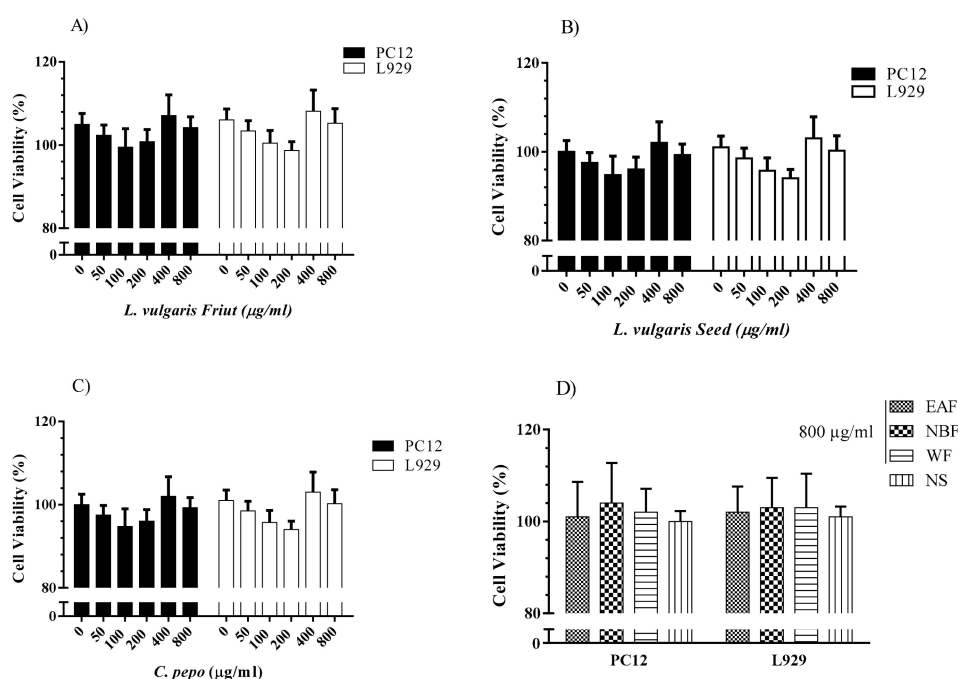 A)
PC12
L929
120
100
80
0
Cell Viability (%)
0 50 100 200 400 800 0 50 100 200 400 800
L. vulgaris Friut (µg/ml)
B)
PC12
L929
120
100
80
0
Cell Viability (%)
0 50 100 200 400 800 0 50 100 200 400 800
L. vulgaris Seed (µg/ml)
C)
PC12
L929
120
100
80
0
Cell Viability (%)
0 50 100 200 400 800 0 50 100 200 400 800
C. pepo (µg/ml)
D)
800 µg/ml
EAF
NBF
WF
NS
120
100
80
0
Cell Viability (%)
PC12 L929